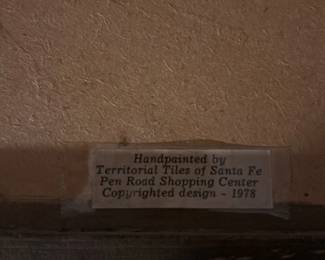 Handpainted by
Territorial Tiles of Santa Fe
Pen Road Shopping Center
Copyrighted design - 1978